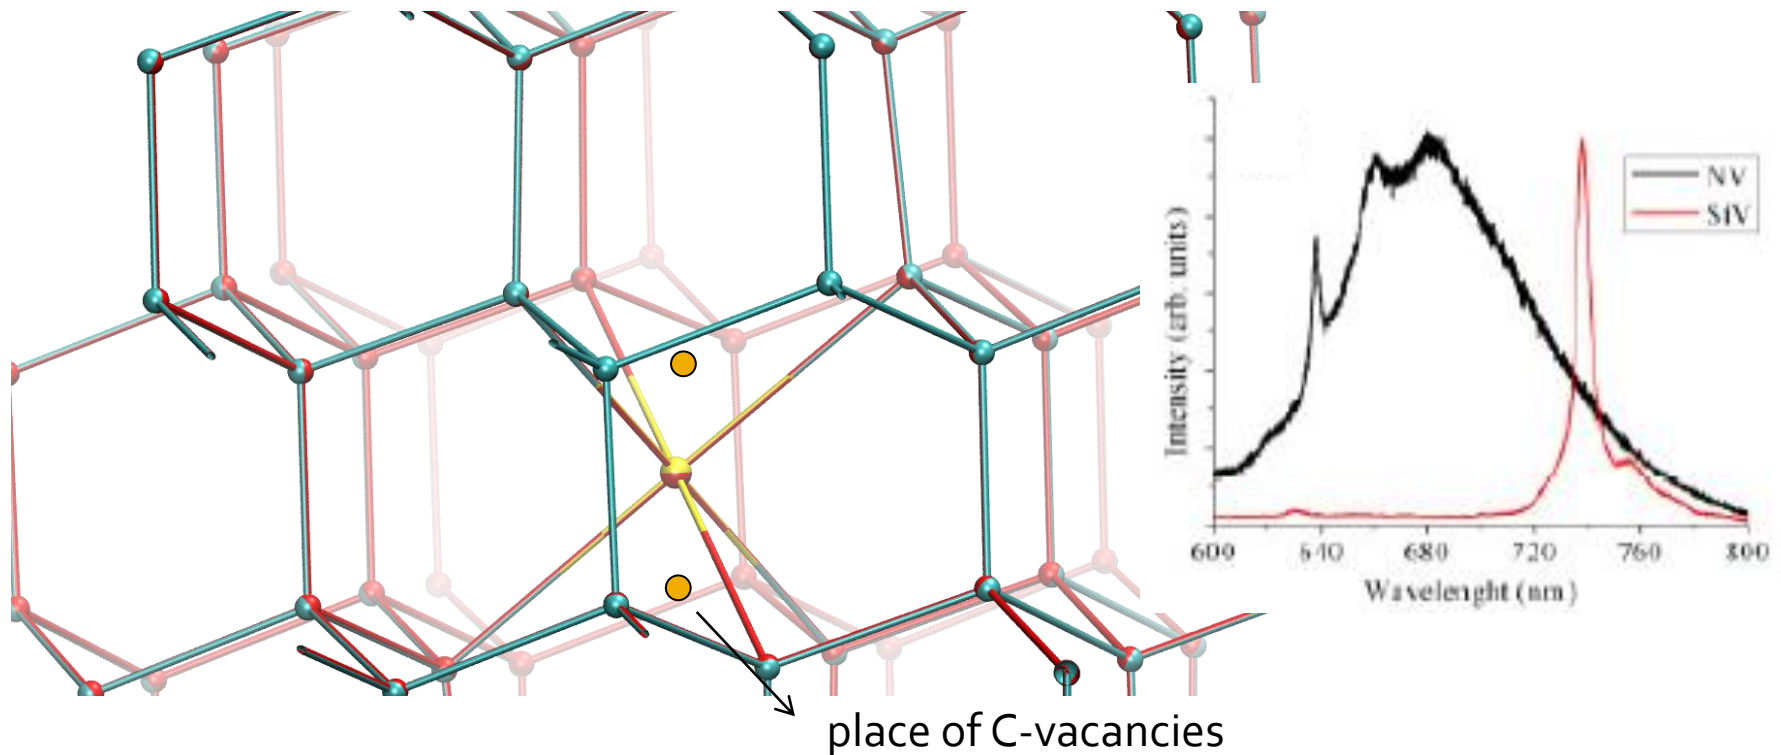 NV
SiV
Intensity (arb. units)
600 640 680 720 760 800
Wavelenght (nm)
place of C-vacancies